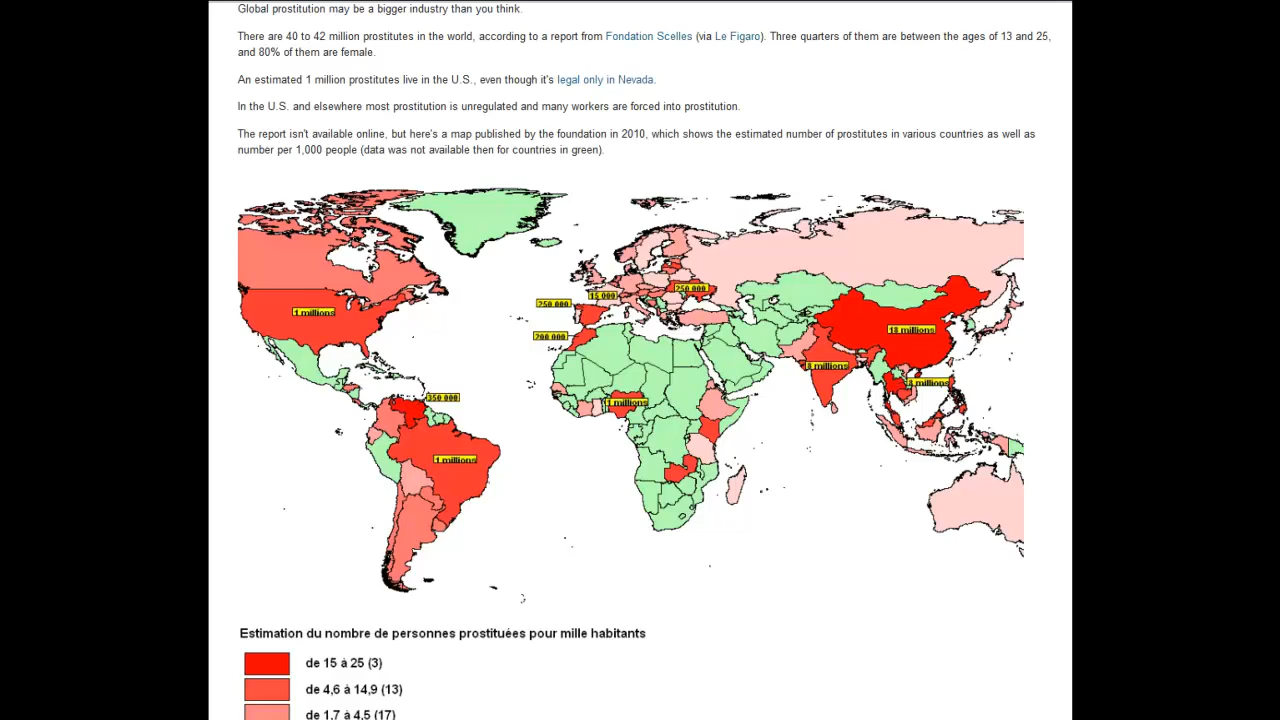 Global prostitution may be a bigger industry than you think.
There are 40 to 42 million prostitutes in the world, according to a report from Fondation Scelles (via Le Figaro). Three quarters of them are between the ages of 13 and 25,
and 80% of them are female.
An estimated 1 million prostitutes live in the U.S., even though it's legal only in Nevada.
In the U.S. and elsewhere most prostitution is unregulated and many workers are forced into prostitution.
The report isn't available online, but here's a map published by the foundation in 2010, which shows the estimated number of prostitutes in various countries as well as
number per 1,000 people (data was not available then for countries in green).
250 000
15 000
250 000
1 millions
200 000
8 millions
350 000
1 millions
1 millions
Estimation du nombre de personnes prostituées pour mille habitants
de 15 à 25 (3)
de 4,6 à 14,9 (13)
de 1,7 à 4,5 (17)